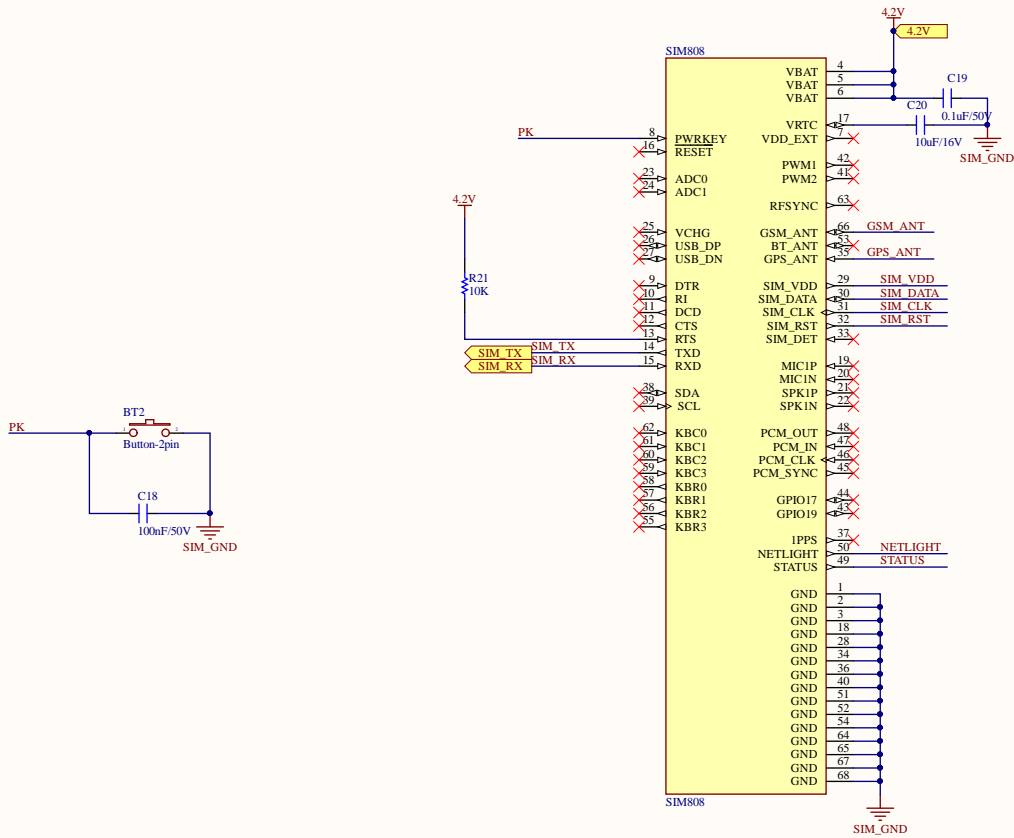 4.2V
4.2V
SIM808
VBAT 4
VBAT 5
VBAT 6
C19
0.1uF/50V
C20
10uF/16V
SIM_GND
VRTC 17
VDD_EXT 7
PK 8 PWRKEY
16 RESET
PWM1 42
PWM2 41
23 ADC0
24 ADC1
RFSYNC 63
4.2V
R21
10K
25 VCHG
26 USB_DP
27 USB_DN
GSM_ANT 66 GSM_ANT
BT_ANT 53
GPS_ANT 35 GPS_ANT
9 DTR
10 RI
11 DCD
12 CTS
13 RTS
SIM_TX SIM_TX 14 TXD
SIM_RX SIM_RX 15 RXD
SIM_VDD 29 SIM_VDD
SIM_DATA 30 SIM_DATA
SIM_CLK 31 SIM_CLK
SIM_RST 32 SIM_RST
SIM_DET 33
MIC1P 19
MIC1N 20
SPK1P 21
SPK1N 22
38 SDA
39 SCL
62 KBC0
61 KBC1
60 KBC2
59 KBC3
58 KBR0
57 KBR1
56 KBR2
55 KBR3
PCM_OUT 48
PCM_IN 47
PCM_CLK 46
PCM_SYNC 45
GPIO17 44
GPIO19 43
1PPS 37
NETLIGHT 50 NETLIGHT
STATUS 49 STATUS
GND 1
GND 2
GND 3
GND 18
GND 28
GND 34
GND 36
GND 40
GND 51
GND 52
GND 54
GND 64
GND 65
GND 67
GND 68
SIM808
SIM_GND
PK
BT2
1 2
Button-2pin
C18
100nF/50V
SIM_GND